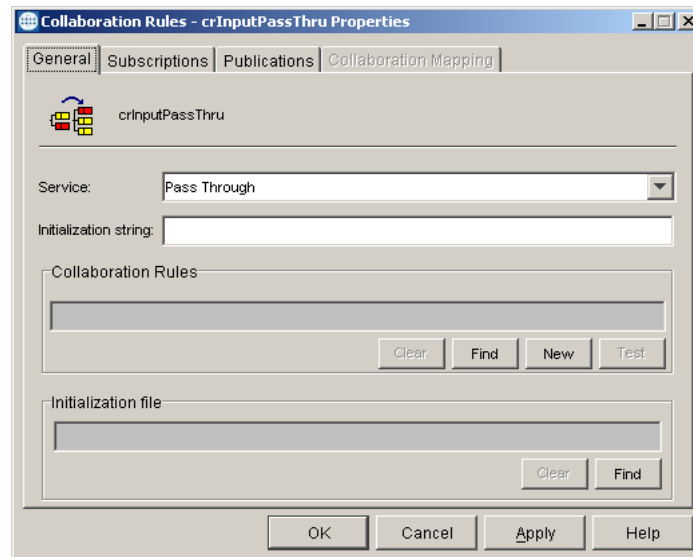 Collaboration Rules - crInputPassThru Properties
General Subscriptions Publications Collaboration Mapping
crInputPassThru
Service: Pass Through
Initialization string:
Collaboration Rules
Clear Find New Test
Initialization file
Clear Find
OK Cancel Apply Help